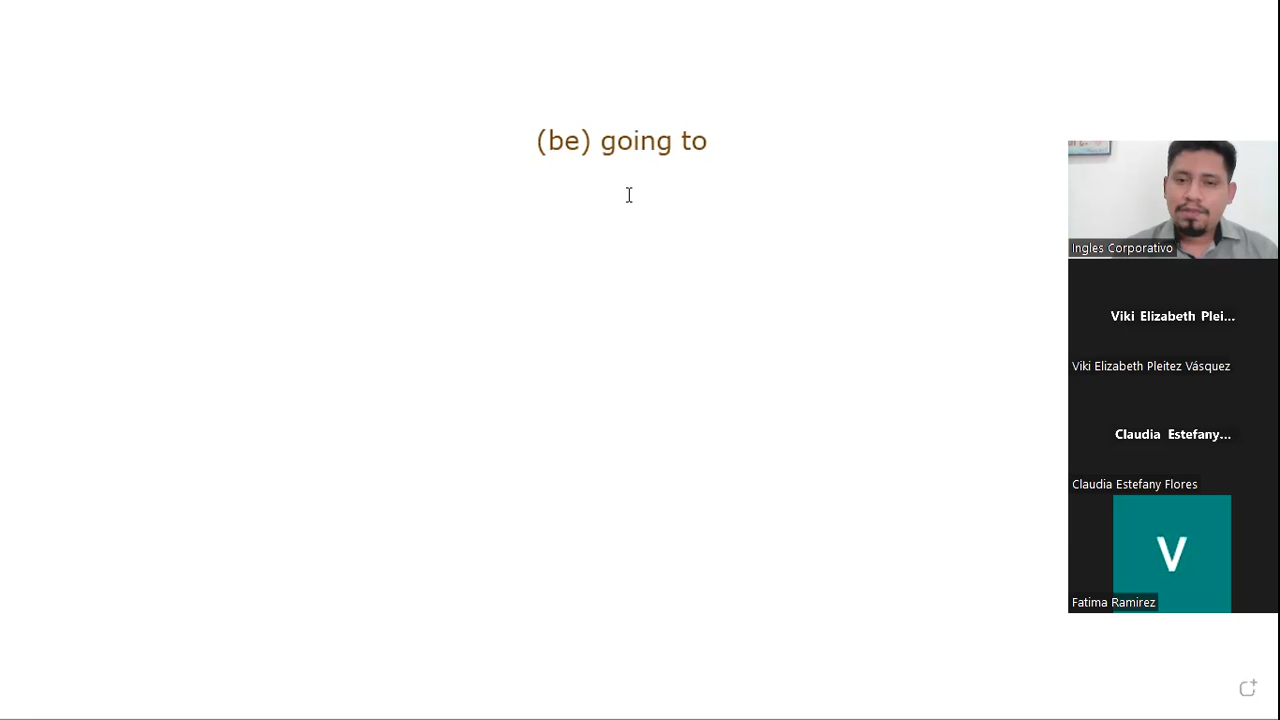 (be) going to
Ingles Corporativo
Viki Elizabeth Plei...
Viki Elizabeth Pleitez Vásquez
Claudia Estefany...
Claudia Estefany Flores
V
Fatima Ramirez